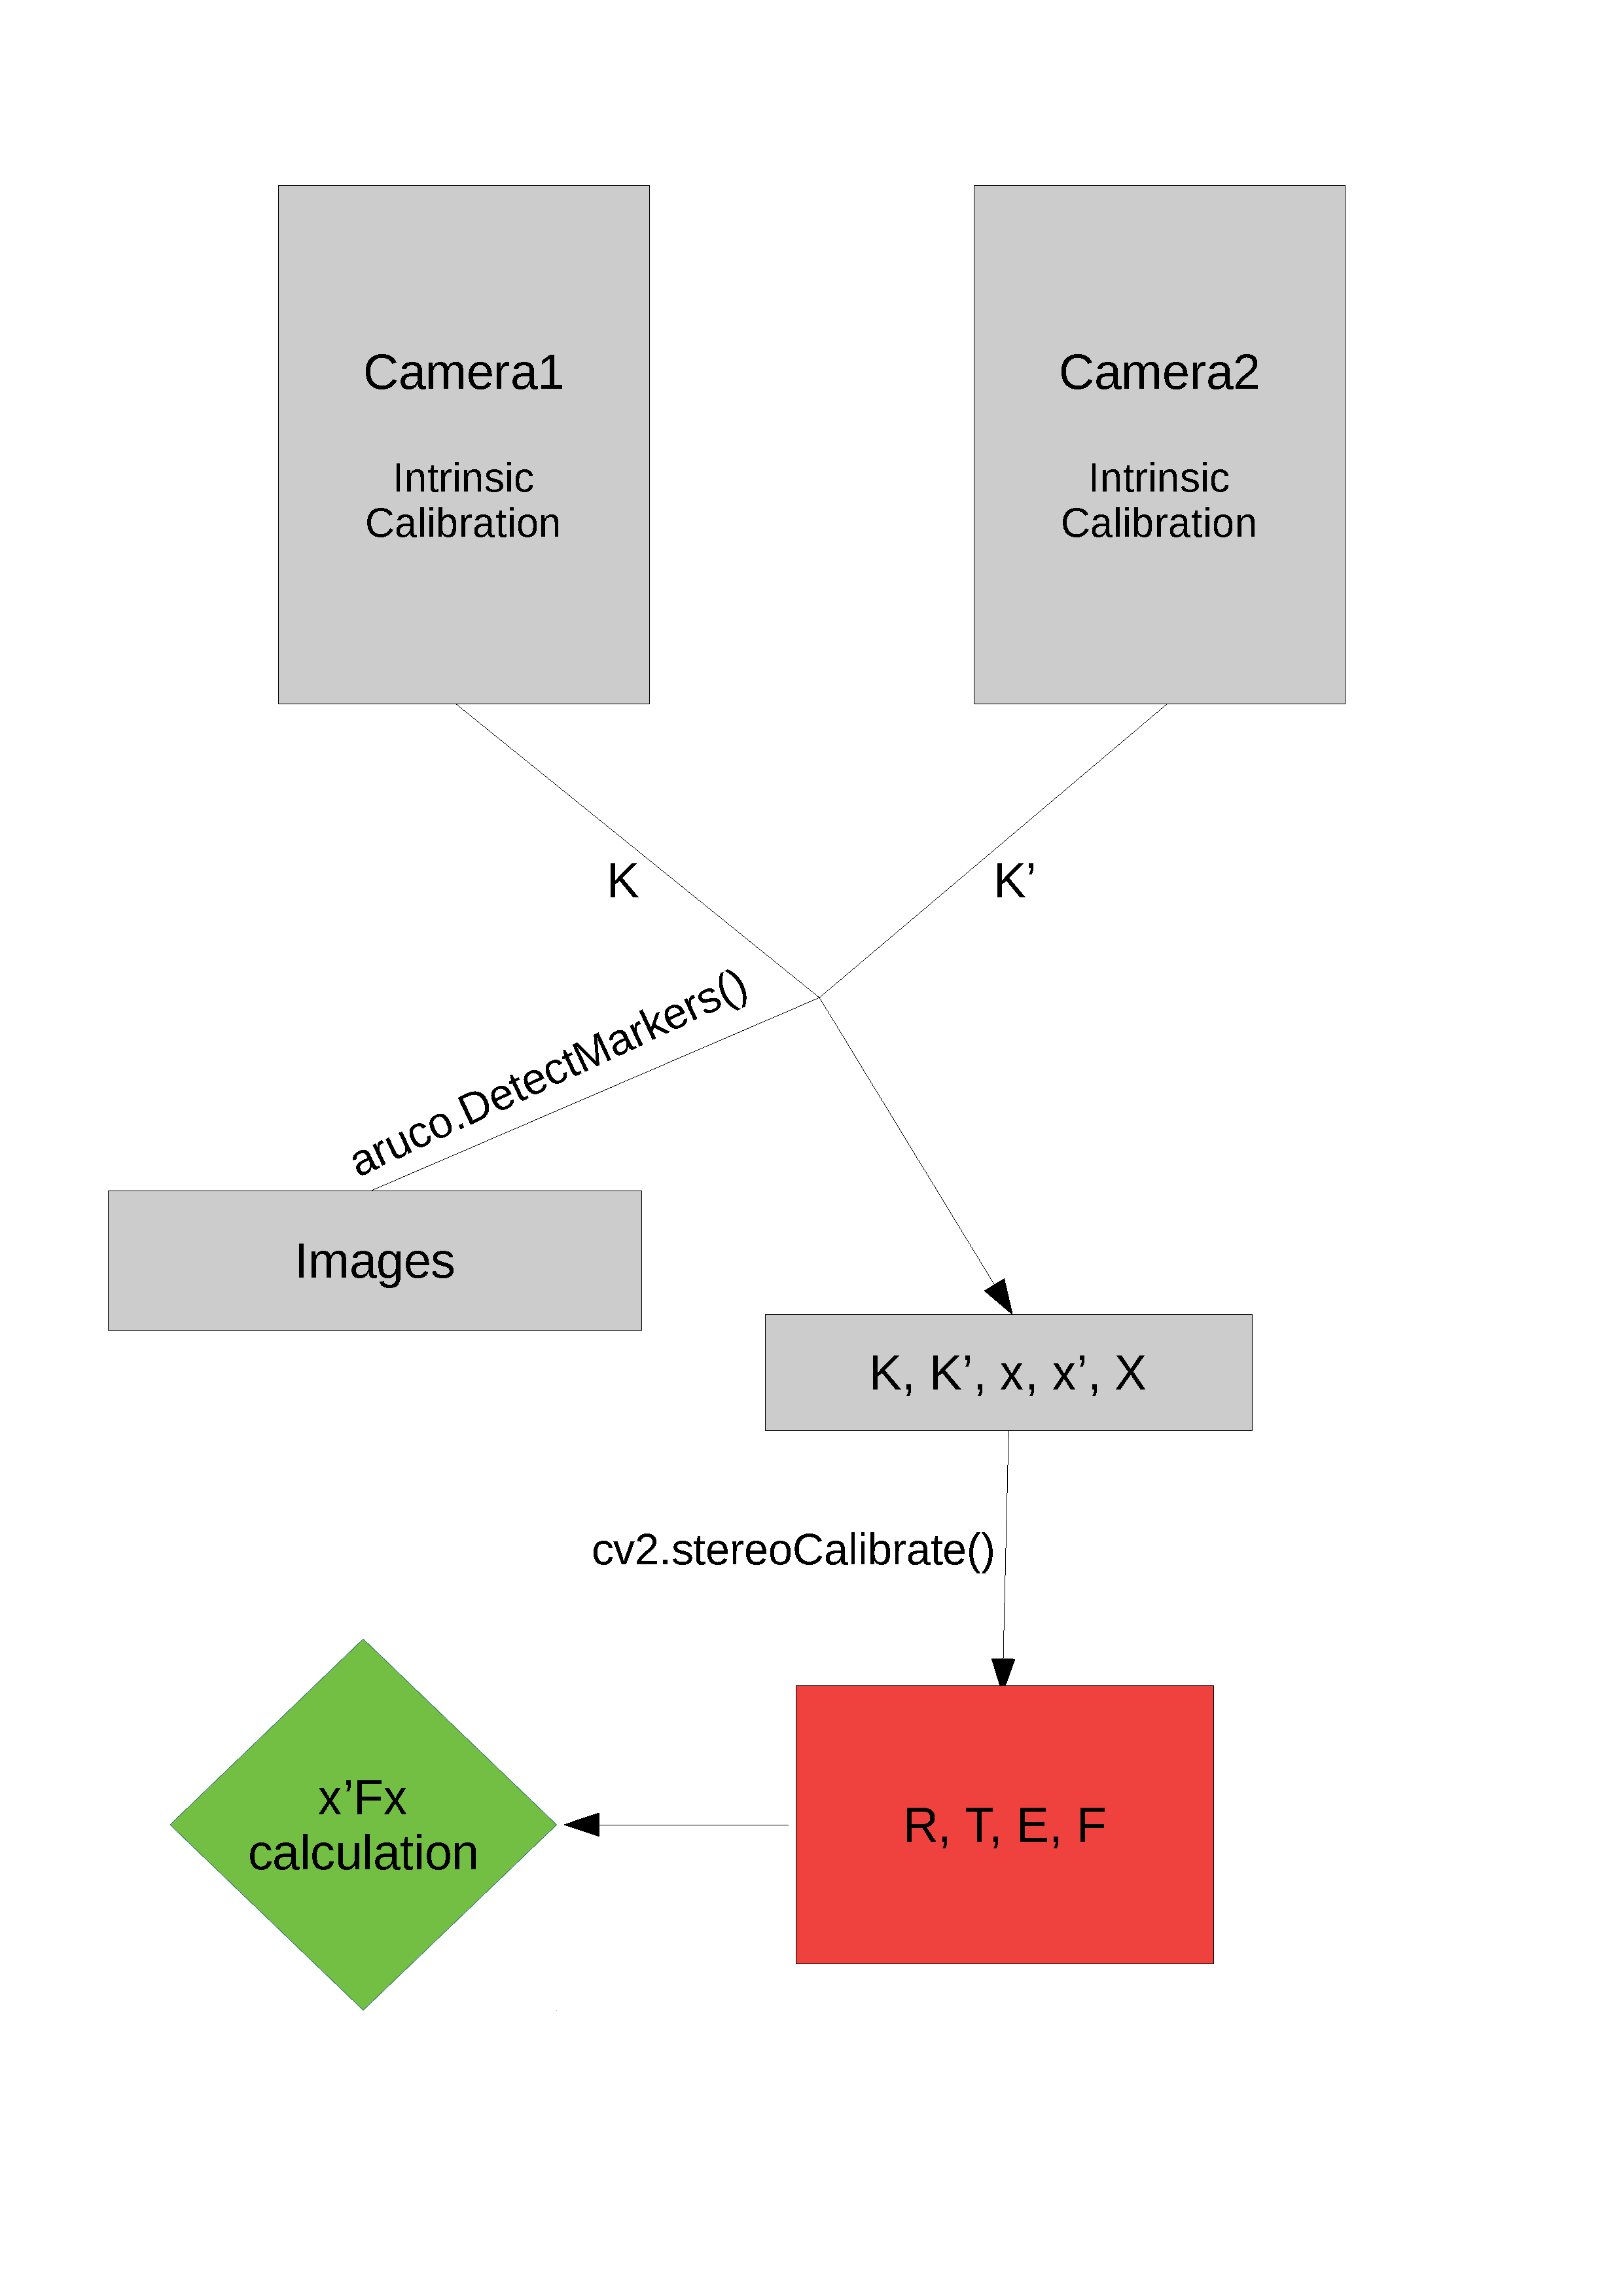 Camera1
Intrinsic
Calibration
Camera2
Intrinsic
Calibration
K
K’
aruco.DetectMarkers()
Images
K, K’, x, x’, X
cv2.stereoCalibrate()
x’Fx
calculation
R, T, E, F